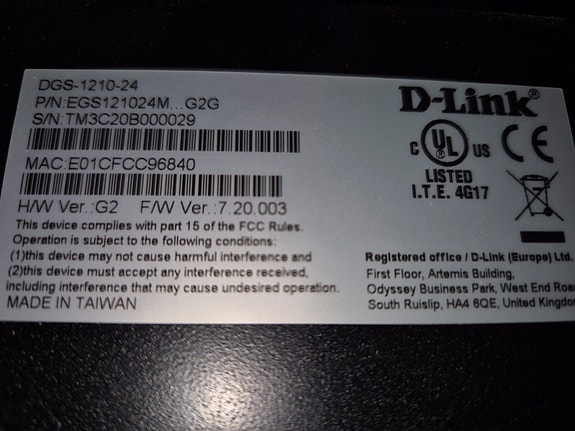 DGS-1210-24
P/N:EGS121024M...G2G
S/N:TM3C20B000029
MAC:E01CFCC96840
H/W Ver.:G2 F/W Ver.:7.20.003
This device complies with part 15 of the FCC Rules.
Operation is subject to the following conditions:
(1)this device may not cause harmful interference and
(2)this device must accept any interference received,
including interference that may cause undesired operation.
MADE IN TAIWAN
D-Link®
C UL® US CE
LISTED
I.T.E. 4G17
Registered office / D-Link (Europe) Ltd.
First Floor, Artemis Building,
Odyssey Business Park, West End Road
South Ruislip, HA4 6QE, United Kingdo